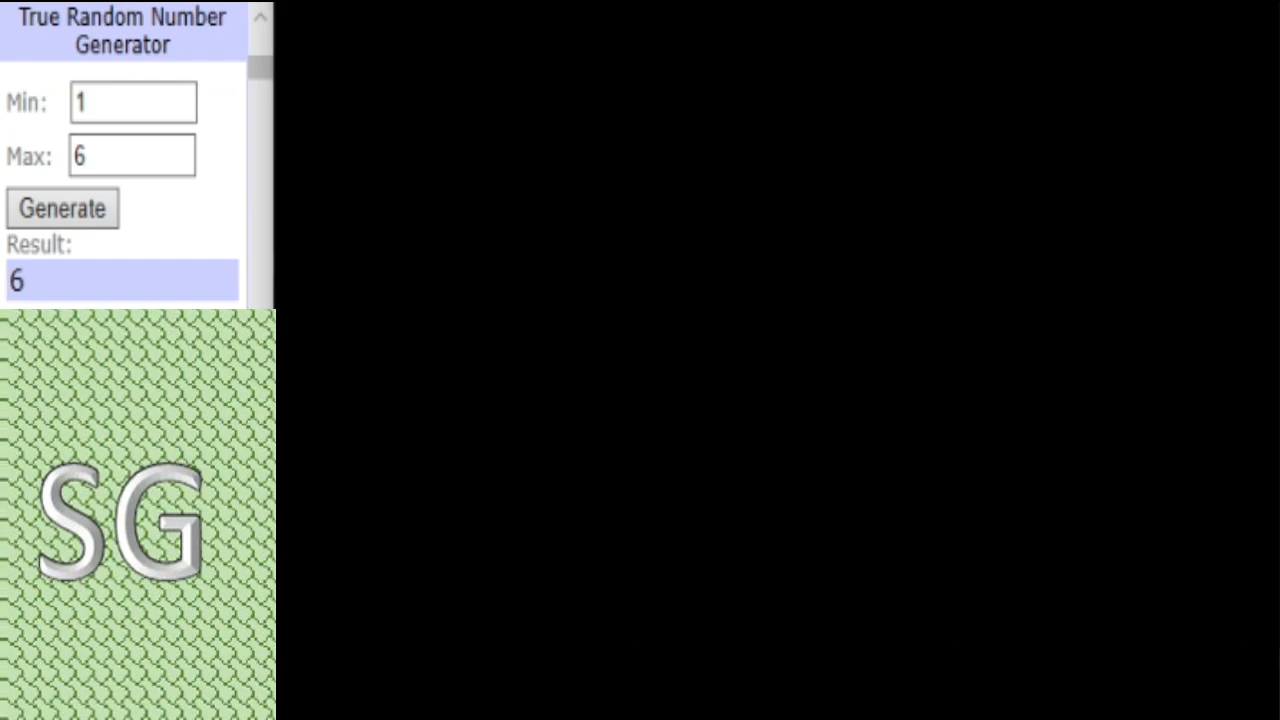 True Random Number
Generator
Min: 1
Max: 6
Generate
Result:
6
SG